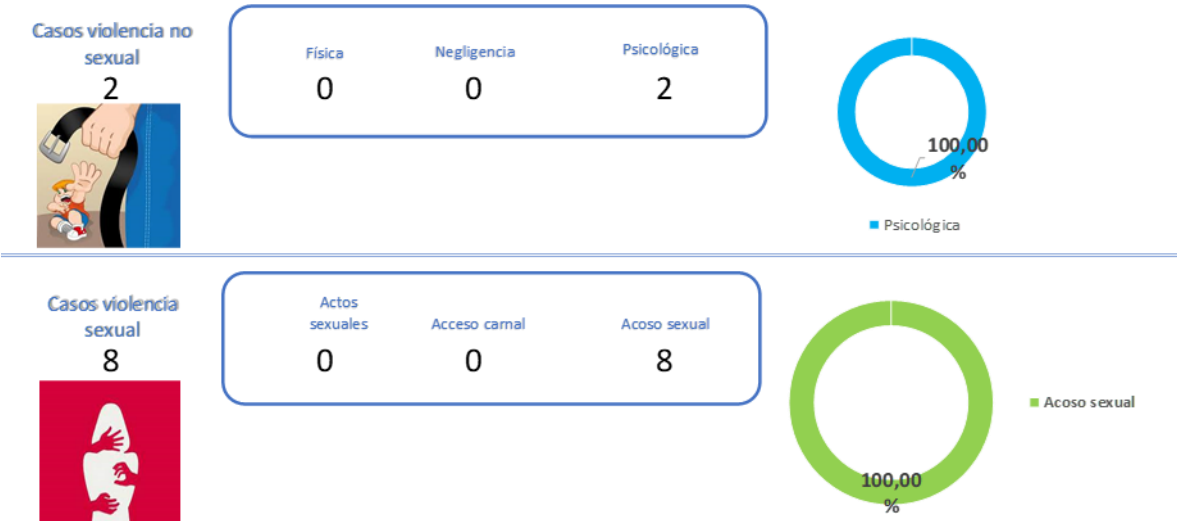 Casos violencia no
sexual
2
Física
0
Negligencia
0
Psicológica
2
100,00
%
Psicológica
Casos violencia
sexual
8
Actos
sexuales
0
Acceso carnal
0
Acoso sexual
8
100,00
%
Acoso sexual